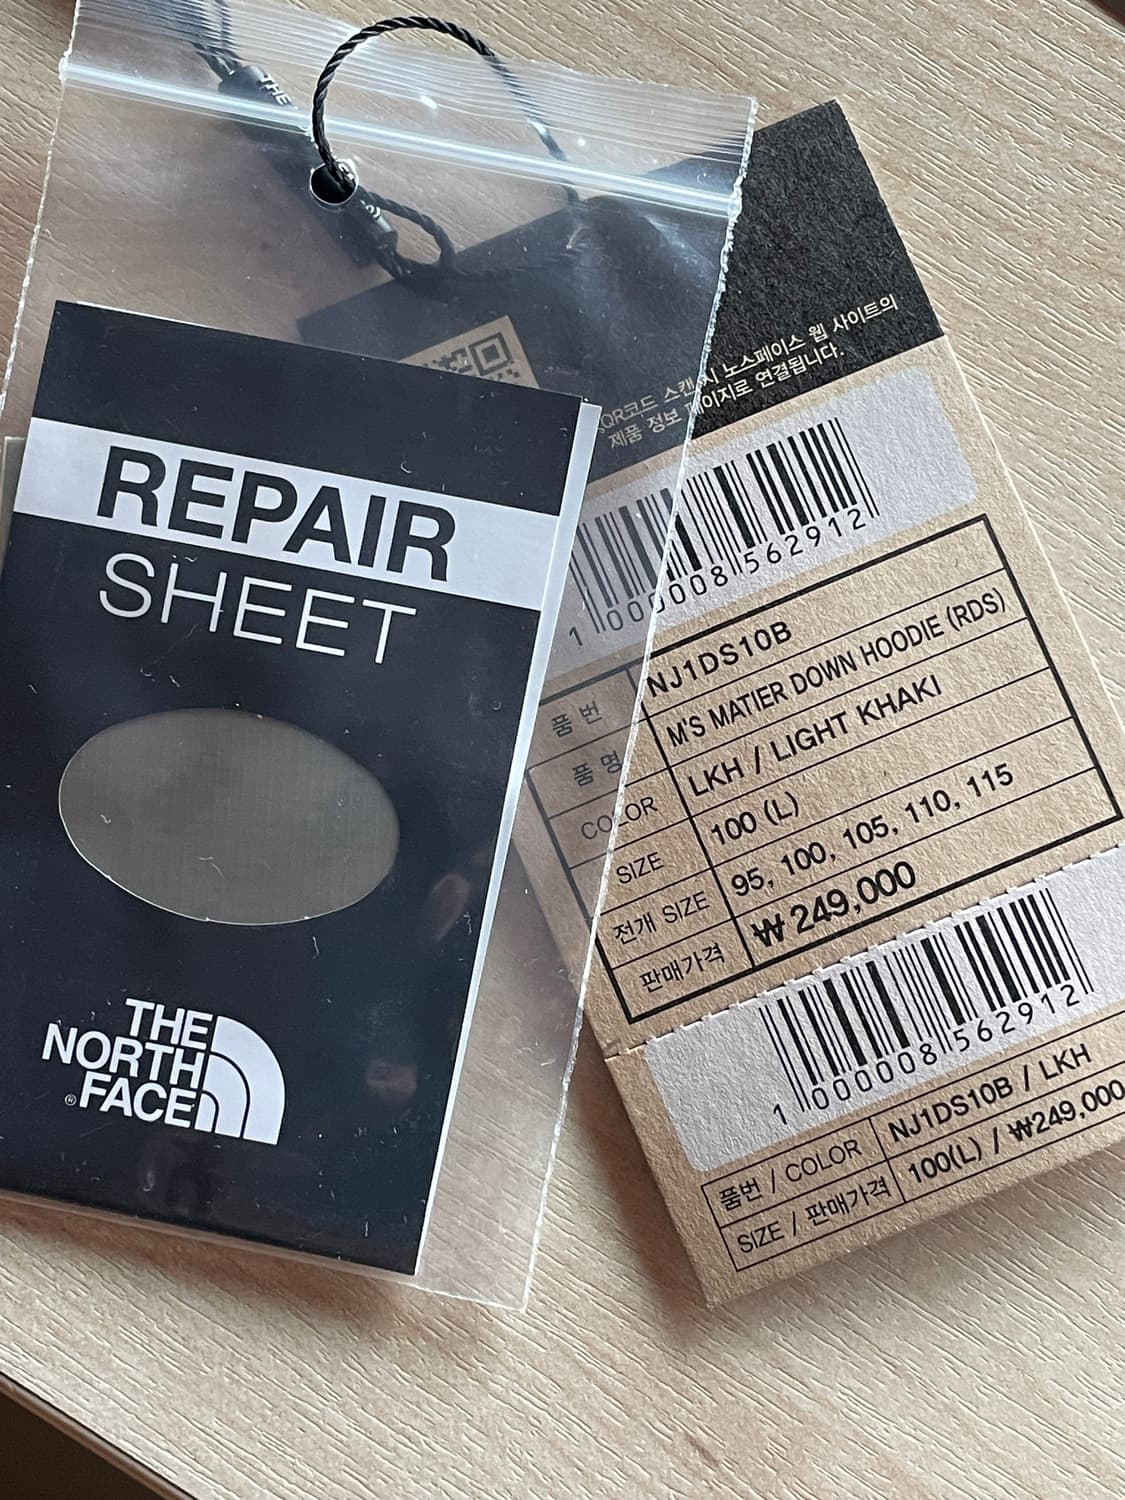 THE
REPAIR
SHEET
THE
NORTH
® FACE
QR코드 스캔 시 노스페이스 웹 사이트의
제품 정보 페이지로 연결됩니다.
1 000008 562912
품 번 NJ1DS10B
품 명 M'S MATIER DOWN HOODIE (RDS)
COLOR LKH / LIGHT KHAKI
SIZE 100 (L)
전개 SIZE 95, 100, 105, 110, 115
판매가격 ₩ 249,000
1 000008 562912
품번 / COLOR NJ1DS10B / LKH
SIZE / 판매가격 100(L) / ₩249,000